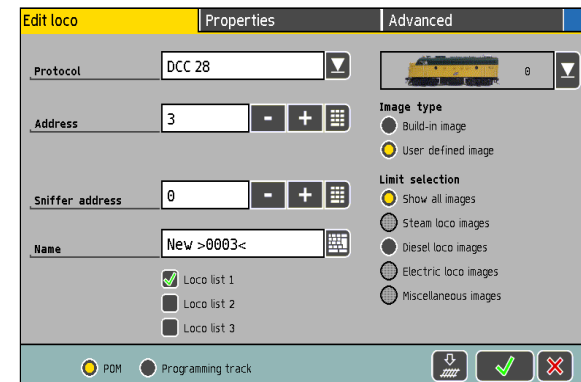 Edit loco
Properties
Advanced
Protocol
DCC 28
0
Address
3
- +
Image type
Build-in image
User defined image
Sniffer address
0
- +
Limit selection
Show all images
Steam loco images
Diesel loco images
Electric loco images
Miscellaneous images
Name
New >0003<
Loco list 1
Loco list 2
Loco list 3
POM
Programming track